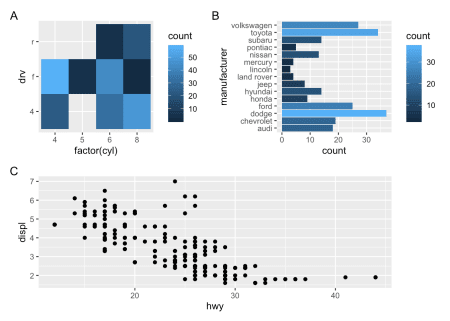 A
r
f
4
drv
4
5
6
8
factor(cyl)
count
50
40
30
20
10
B
volkswagen
toyota
subaru
pontiac
nissan
mercury
lincoln
land rover
jeep
hyundai
honda
ford
dodge
chevrolet
audi
manufacturer
0
10
20
30
count
count
30
20
10
C
7
6
5
4
3
2
displ
20
30
40
hwy